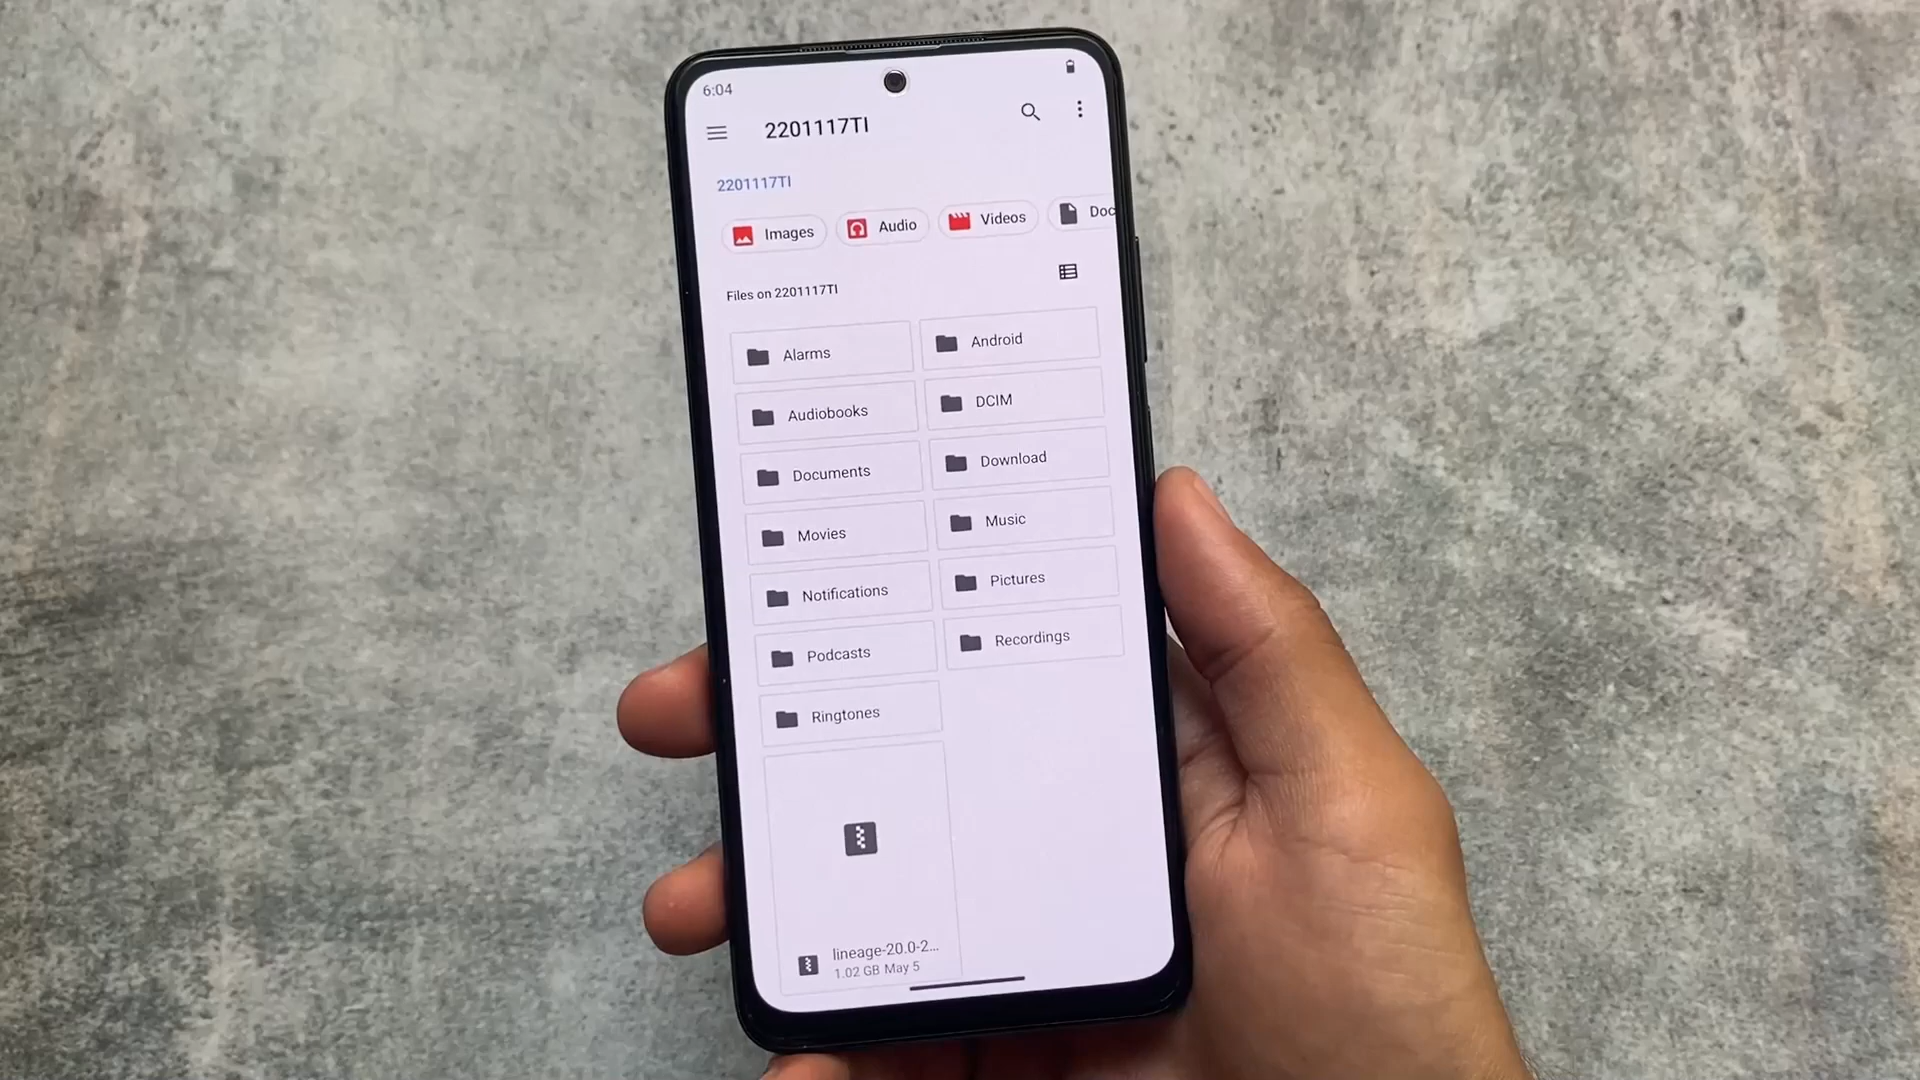 6:04
2201117TI
2201117TI
Images
Audio
Videos
Doc
Files on 2201117TI
Alarms
Android
Audiobooks
DCIM
Documents
Download
Movies
Music
Notifications
Pictures
Podcasts
Recordings
Ringtones
lineage-20.0-2...
1.02 GB May 5